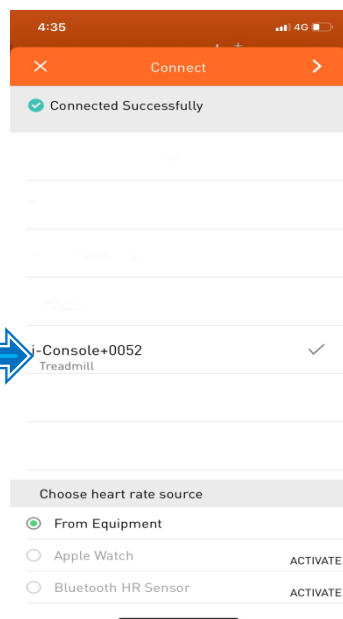 4:35
4G
Connect
Connected Successfully
i-Console+0052
Treadmill
Choose heart rate source
From Equipment
Apple Watch
ACTIVATE
Bluetooth HR Sensor
ACTIVATE